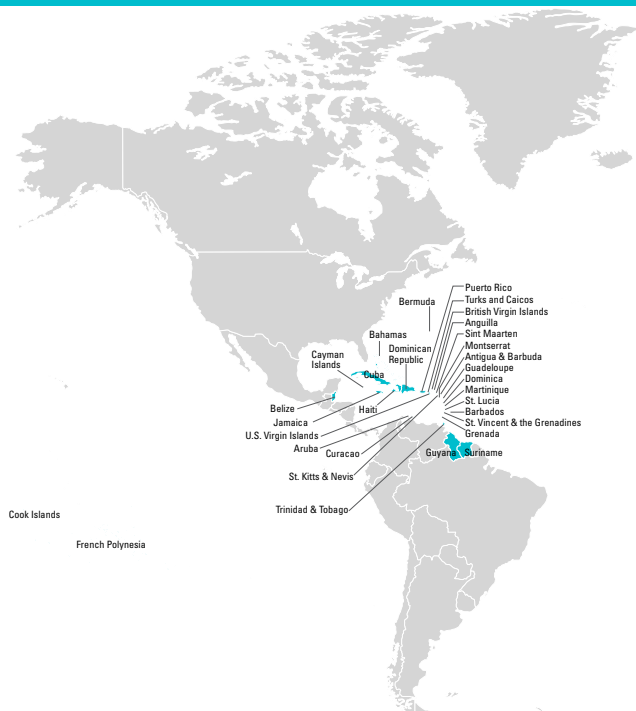 Puerto Rico
Turks and Caicos
Bermuda
British Virgin Islands
Anguilla
Sint Maarten
Bahamas
Montserrat
Dominican
Republic
Antigua & Barbuda
Cayman
Islands
Guadeloupe
Cuba
Dominica
Martinique
St. Lucia
Belize
Haiti
Barbados
Jamaica
St. Vincent & the Grenadines
U.S. Virgin Islands
Grenada
Aruba
Curacao
Guyana
Suriname
St. Kitts & Nevis
Trinidad & Tobago
Cook Islands
French Polynesia